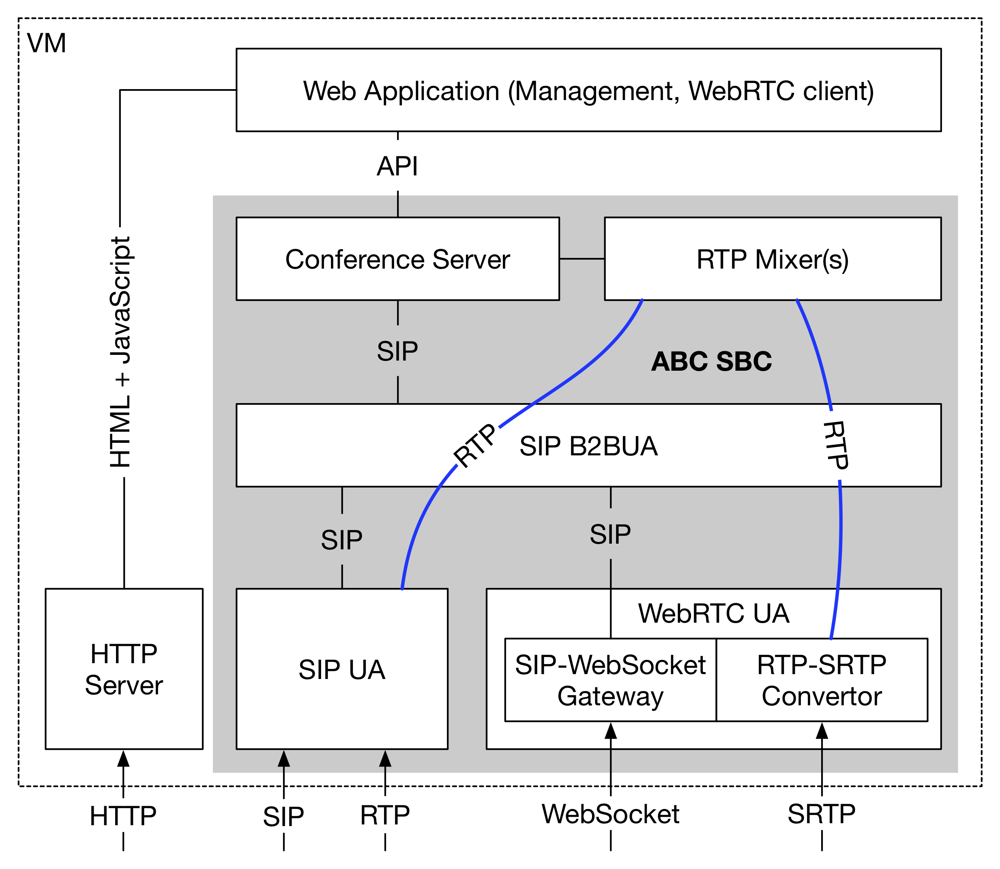 VM
Web Application (Management, WebRTC client)
API
HTML + JavaScript
Conference Server
RTP Mixer(s)
SIP
ABC SBC
RTP
SIP B2BUA
RTP
SIP
SIP
WebRTC UA
HTTP
Server
SIP UA
SIP-WebSocket
Gateway
RTP-SRTP
Convertor
HTTP
SIP
RTP
WebSocket
SRTP